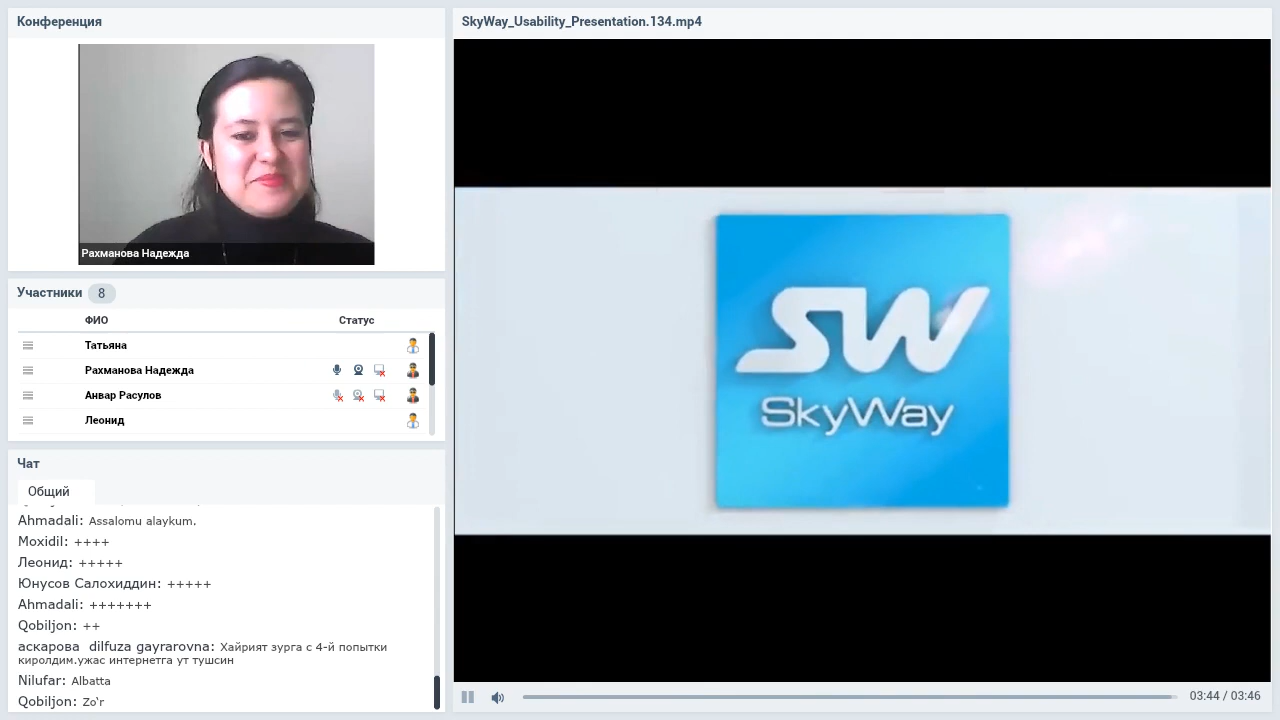 Конференция
Рахманова Надежда
Участники 8
ФИО Статус
Татьяна
Рахманова Надежда
Анвар Расулов
Леонид
Чат
Общий
Ahmadali: Assalomu alaykum.
Moxidil: ++++
Леонид: +++++
Юнусов Салохиддин: +++++
Ahmadali: +++++++
Qobiljon: ++
аскарова dilfuza gayrarovna: Хайрият зурга с 4-й попытки
киролдим.ужас интернетга ут тушсин
Nilufar: Albatta
Qobiljon: Zo'r
SkyWay_Usability_Presentation.134.mp4
SW
SkyWay
03:44 / 03:46